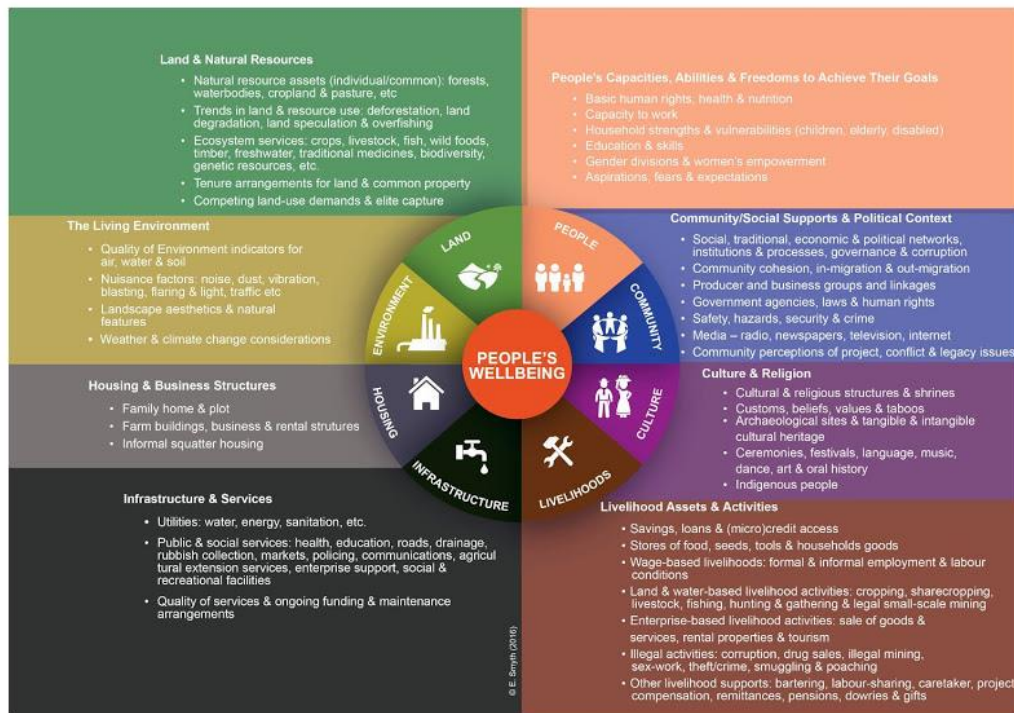 Land & Natural Resources
• Natural resource assets (individual/common): forests,
waterbodies, cropland & pasture, etc
• Trends in land & resource use: deforestation, land
degradation, land speculation & overfishing
• Ecosystem services: crops, livestock, fish, wild foods,
timber, freshwater, traditional medicines, biodiversity,
genetic resources, etc.
• Tenure arrangements for land & common property
• Competing land-use demands & elite capture
People's Capacities, Abilities & Freedoms to Achieve Their Goals
• Basic human rights, health & nutrition
• Capacity to work
• Household strengths & vulnerabilities (children, elderly, disabled)
• Education & skills
• Gender divisions & women's empowerment
• Aspirations, fears & expectations
The Living Environment
• Quality of Environment indicators for
air, water & soil
• Nuisance factors: noise, dust, vibration,
blasting, flaring & light, traffic etc
• Landscape aesthetics & natural
features
• Weather & climate change considerations
Community/Social Supports & Political Context
• Social, traditional, economic & political networks,
institutions & processes, governance & corruption
• Community cohesion, in-migration & out-migration
• Producer and business groups and linkages
• Government agencies, laws & human rights
• Safety, hazards, security & crime
• Media – radio, newspapers, television, internet
• Community perceptions of project, conflict & legacy issues
Housing & Business Structures
• Family home & plot
• Farm buildings, business & rental strutures
• Informal squatter housing
Culture & Religion
• Cultural & religious structures & shrines
• Customs, beliefs, values & taboos
• Archaeological sites & tangible & intangible
cultural heritage
• Ceremonies, festivals, language, music,
dance, art & oral history
• Indigenous people
Infrastructure & Services
• Utilities: water, energy, sanitation, etc.
• Public & social services: health, education, roads, drainage,
rubbish collection, markets, policing, communications, agricul
tural extension services, enterprise support, social &
recreational facilities
• Quality of services & ongoing funding & maintenance
arrangements
Livelihood Assets & Activities
• Savings, loans & (micro)credit access
• Stores of food, seeds, tools & households goods
• Wage-based livelihoods: formal & informal employment & labour
conditions
• Land & water-based livelihood activities: cropping, sharecropping,
livestock, fishing, hunting & gathering & legal small-scale mining
• Enterprise-based livelihood activities: sale of goods &
services, rental properties & tourism
• Illegal activities: corruption, drug sales, illegal mining,
sex-work, theft/crime, smuggling & poaching
• Other livelihood supports: bartering, labour-sharing, caretaker, project
compensation, remittances, pensions, dowries & gifts
LAND
PEOPLE
ENVIRONMENT
COMMUNITY
PEOPLE'S
WELLBEING
HOUSING
CULTURE
INFRASTRUCTURE
LIVELIHOODS
© E. Smyth (2016)